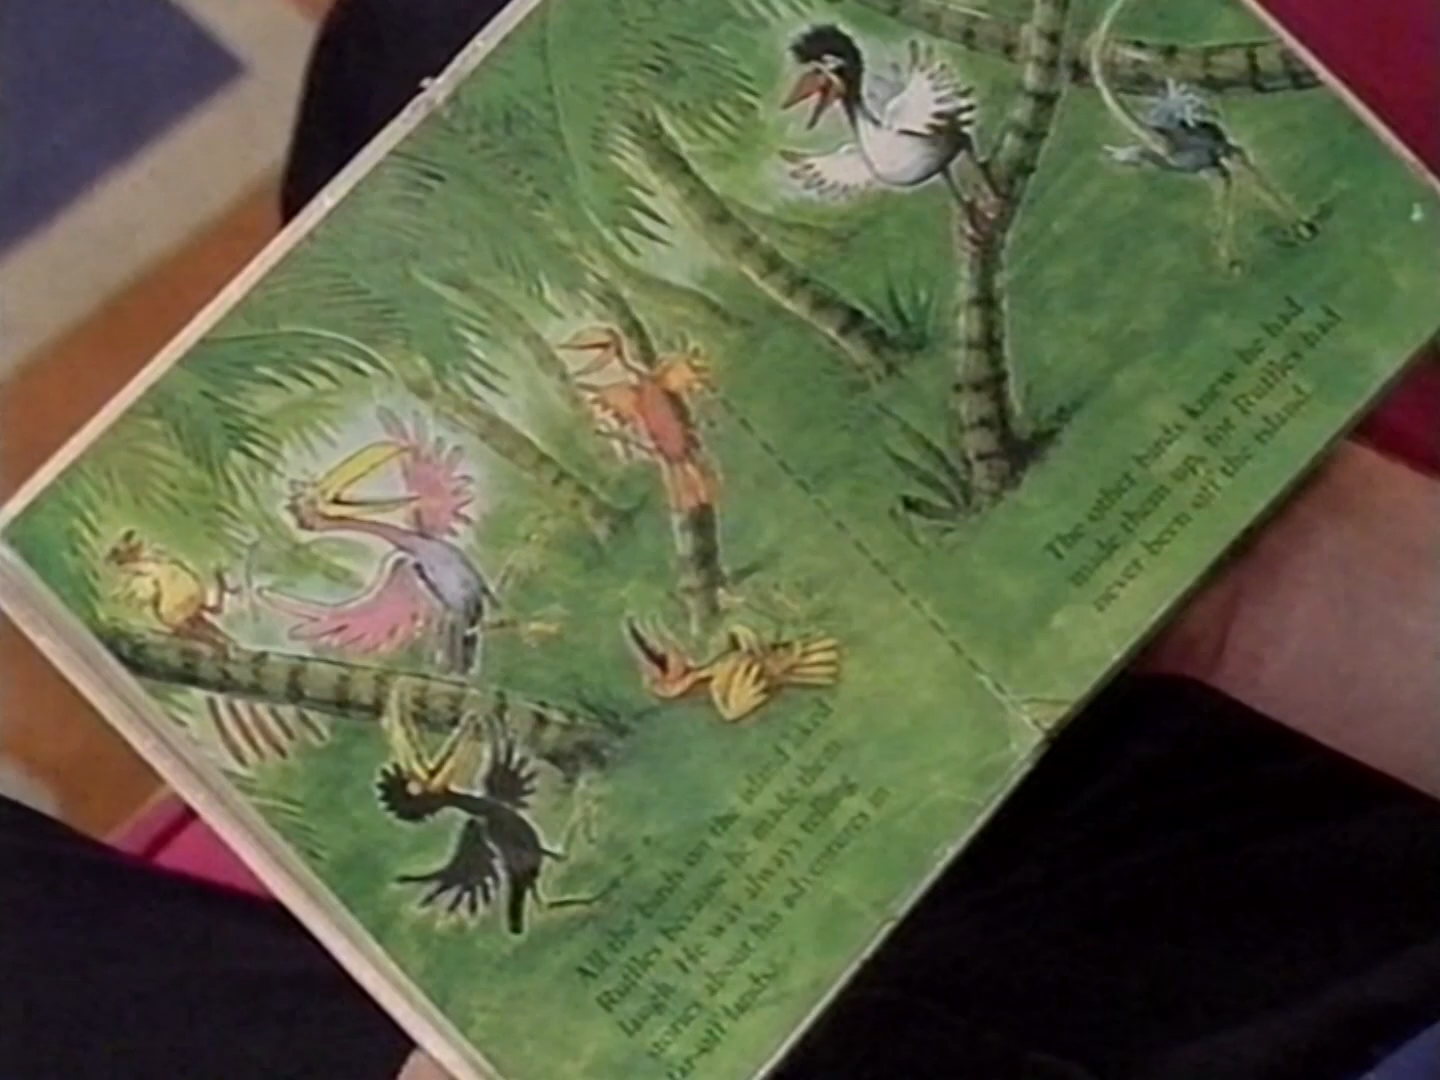 All the birds on the island liked
Ruffles because he made them
laugh. He was always telling
stories about his adventures in
far-off lands.
The other birds knew he had
made them up, for Ruffles had
never been off the island.